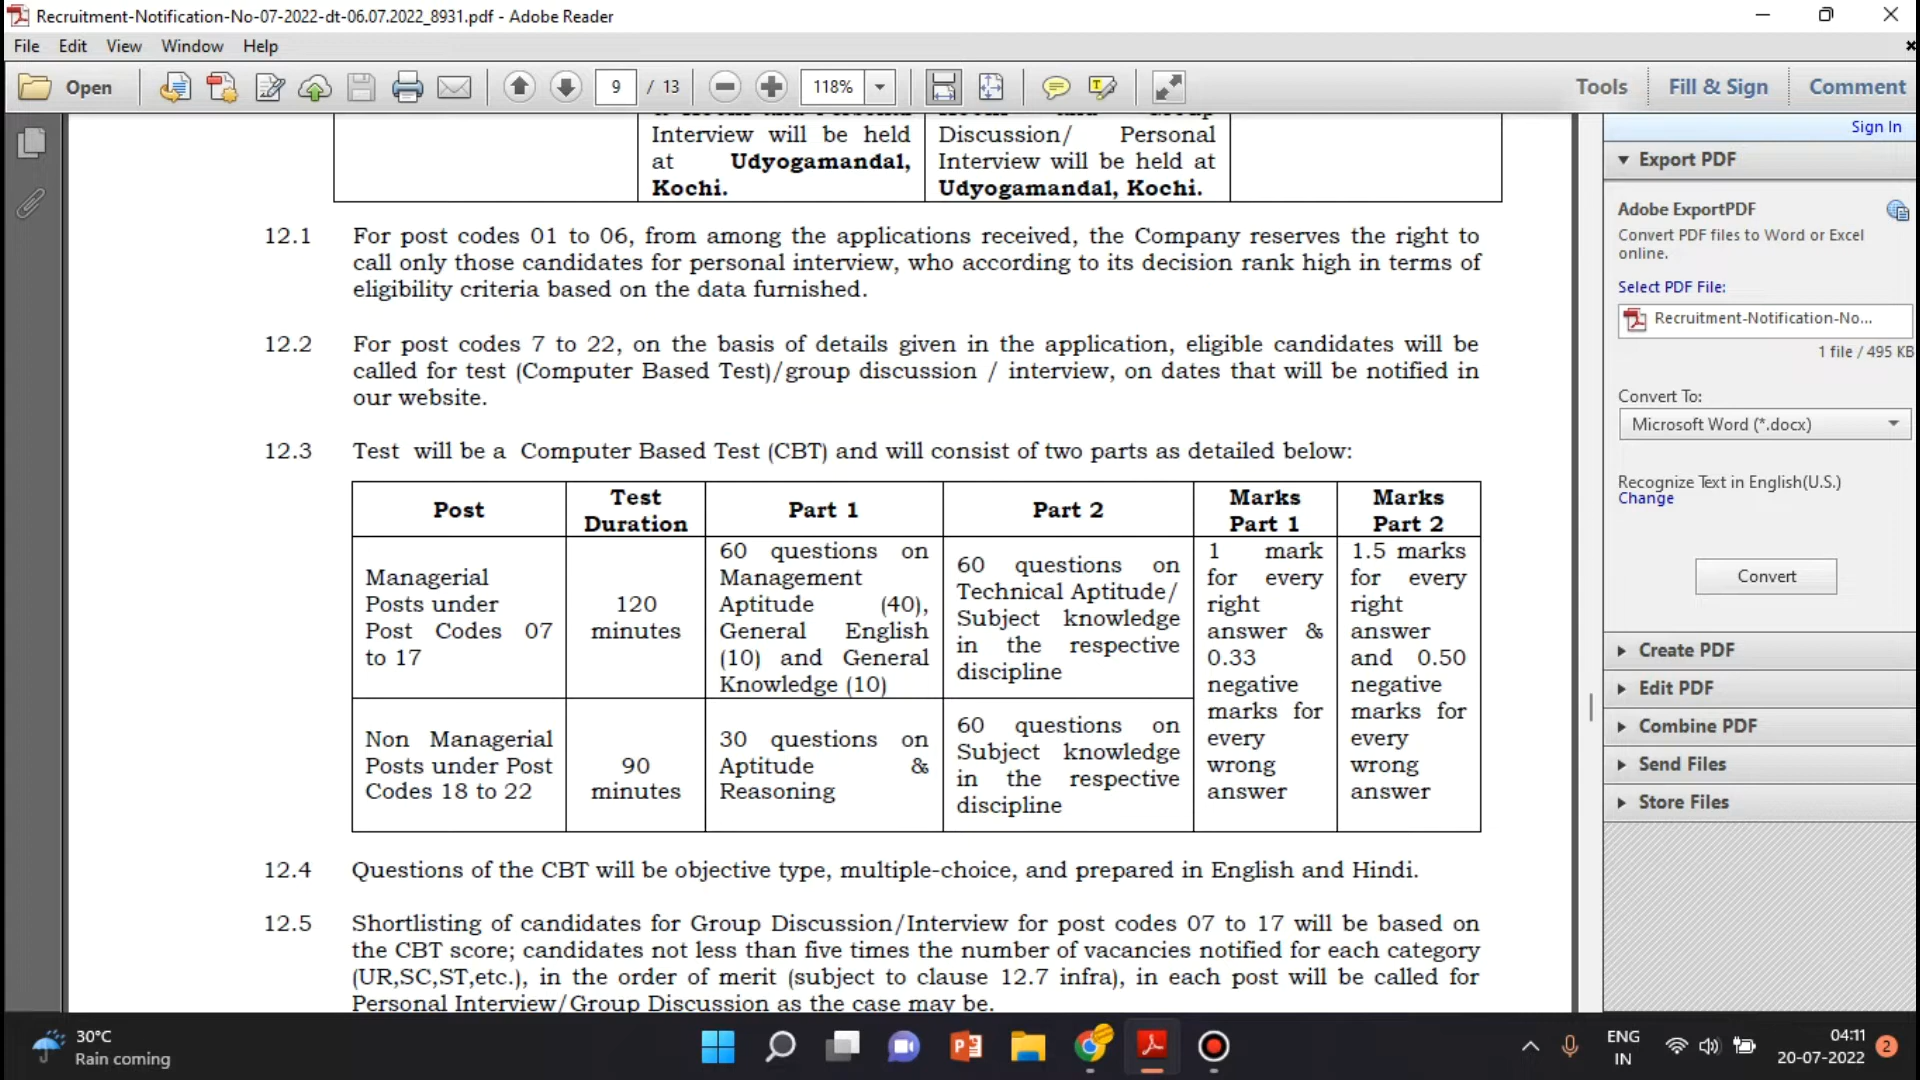 Recruitment-Notification-No-07-2022-dt-06.07.2022_8931.pdf - Adobe Reader
File Edit View Window Help
Open 9 / 13 118% Tools Fill & Sign Comment
Sign In
Export PDF
Adobe ExportPDF
Convert PDF files to Word or Excel
online.
Select PDF File:
Recruitment-Notification-No...
1 file / 495 KB
Convert To:
Microsoft Word (*.docx)
Recognize Text in English(U.S.)
Change
Convert
Create PDF
Edit PDF
Combine PDF
Send Files
Store Files
Interview will be held
at Udyogamandal,
Kochi.
Discussion/ Personal
Interview will be held at
Udyogamandal, Kochi.
12.1 For post codes 01 to 06, from among the applications received, the Company reserves the right to
call only those candidates for personal interview, who according to its decision rank high in terms of
eligibility criteria based on the data furnished.
12.2 For post codes 7 to 22, on the basis of details given in the application, eligible candidates will be
called for test (Computer Based Test)/group discussion / interview, on dates that will be notified in
our website.
12.3 Test will be a Computer Based Test (CBT) and will consist of two parts as detailed below:
Post
Test
Duration
Part 1
Part 2
Marks
Part 1
Marks
Part 2
Managerial
Posts under
Post Codes 07
to 17
120
minutes
60 questions on
Management
Aptitude (40),
General English
(10) and General
Knowledge (10)
60 questions on
Technical Aptitude/
Subject knowledge
in the respective
discipline
1 mark
for every
right
answer &
0.33
negative
marks for
every
wrong
answer
1.5 marks
for every
right
answer
and 0.50
negative
marks for
every
wrong
answer
Non Managerial
Posts under Post
Codes 18 to 22
90
minutes
30 questions on
Aptitude &
Reasoning
60 questions on
Subject knowledge
in the respective
discipline
12.4 Questions of the CBT will be objective type, multiple-choice, and prepared in English and Hindi.
12.5 Shortlisting of candidates for Group Discussion/Interview for post codes 07 to 17 will be based on
the CBT score; candidates not less than five times the number of vacancies notified for each category
(UR,SC,ST,etc.), in the order of merit (subject to clause 12.7 infra), in each post will be called for
Personal Interview/Group Discussion as the case may be.
30°C
Rain coming
ENG
IN
04:11
20-07-2022
2